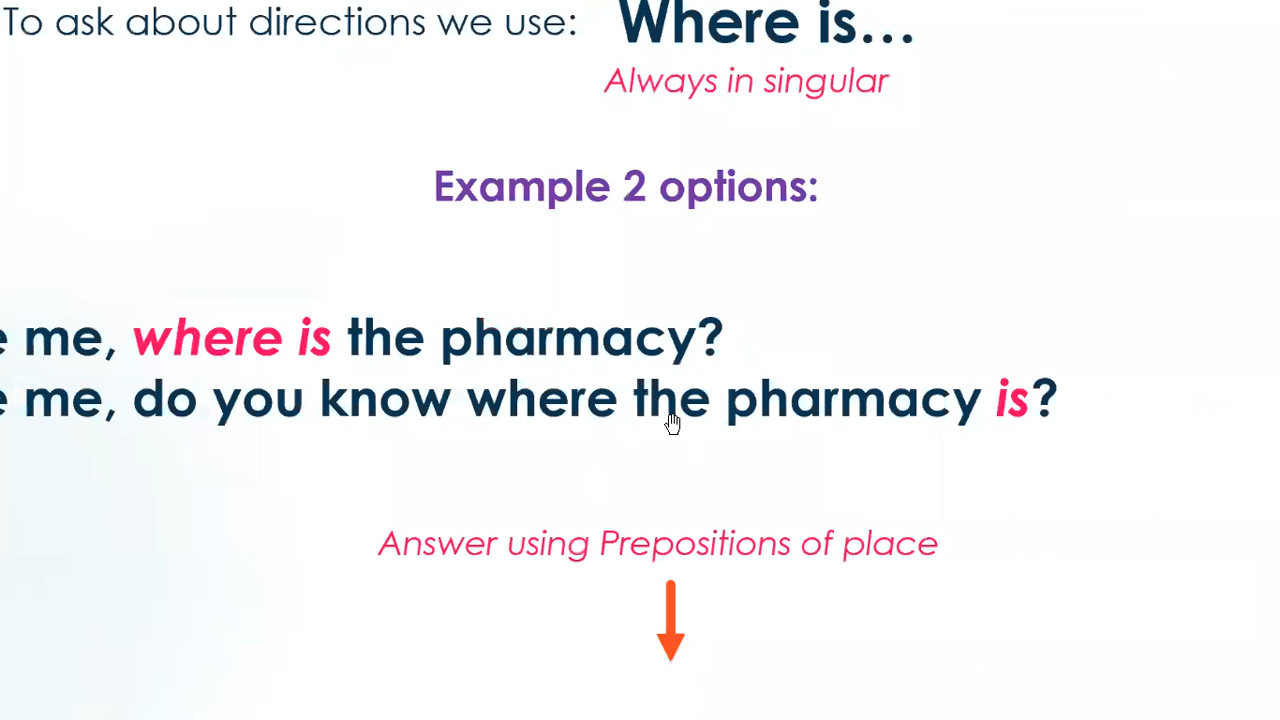 To ask about directions we use: Where is...
Always in singular
Example 2 options:
e me, where is the pharmacy?
e me, do you know where the pharmacy is?
Answer using Prepositions of place